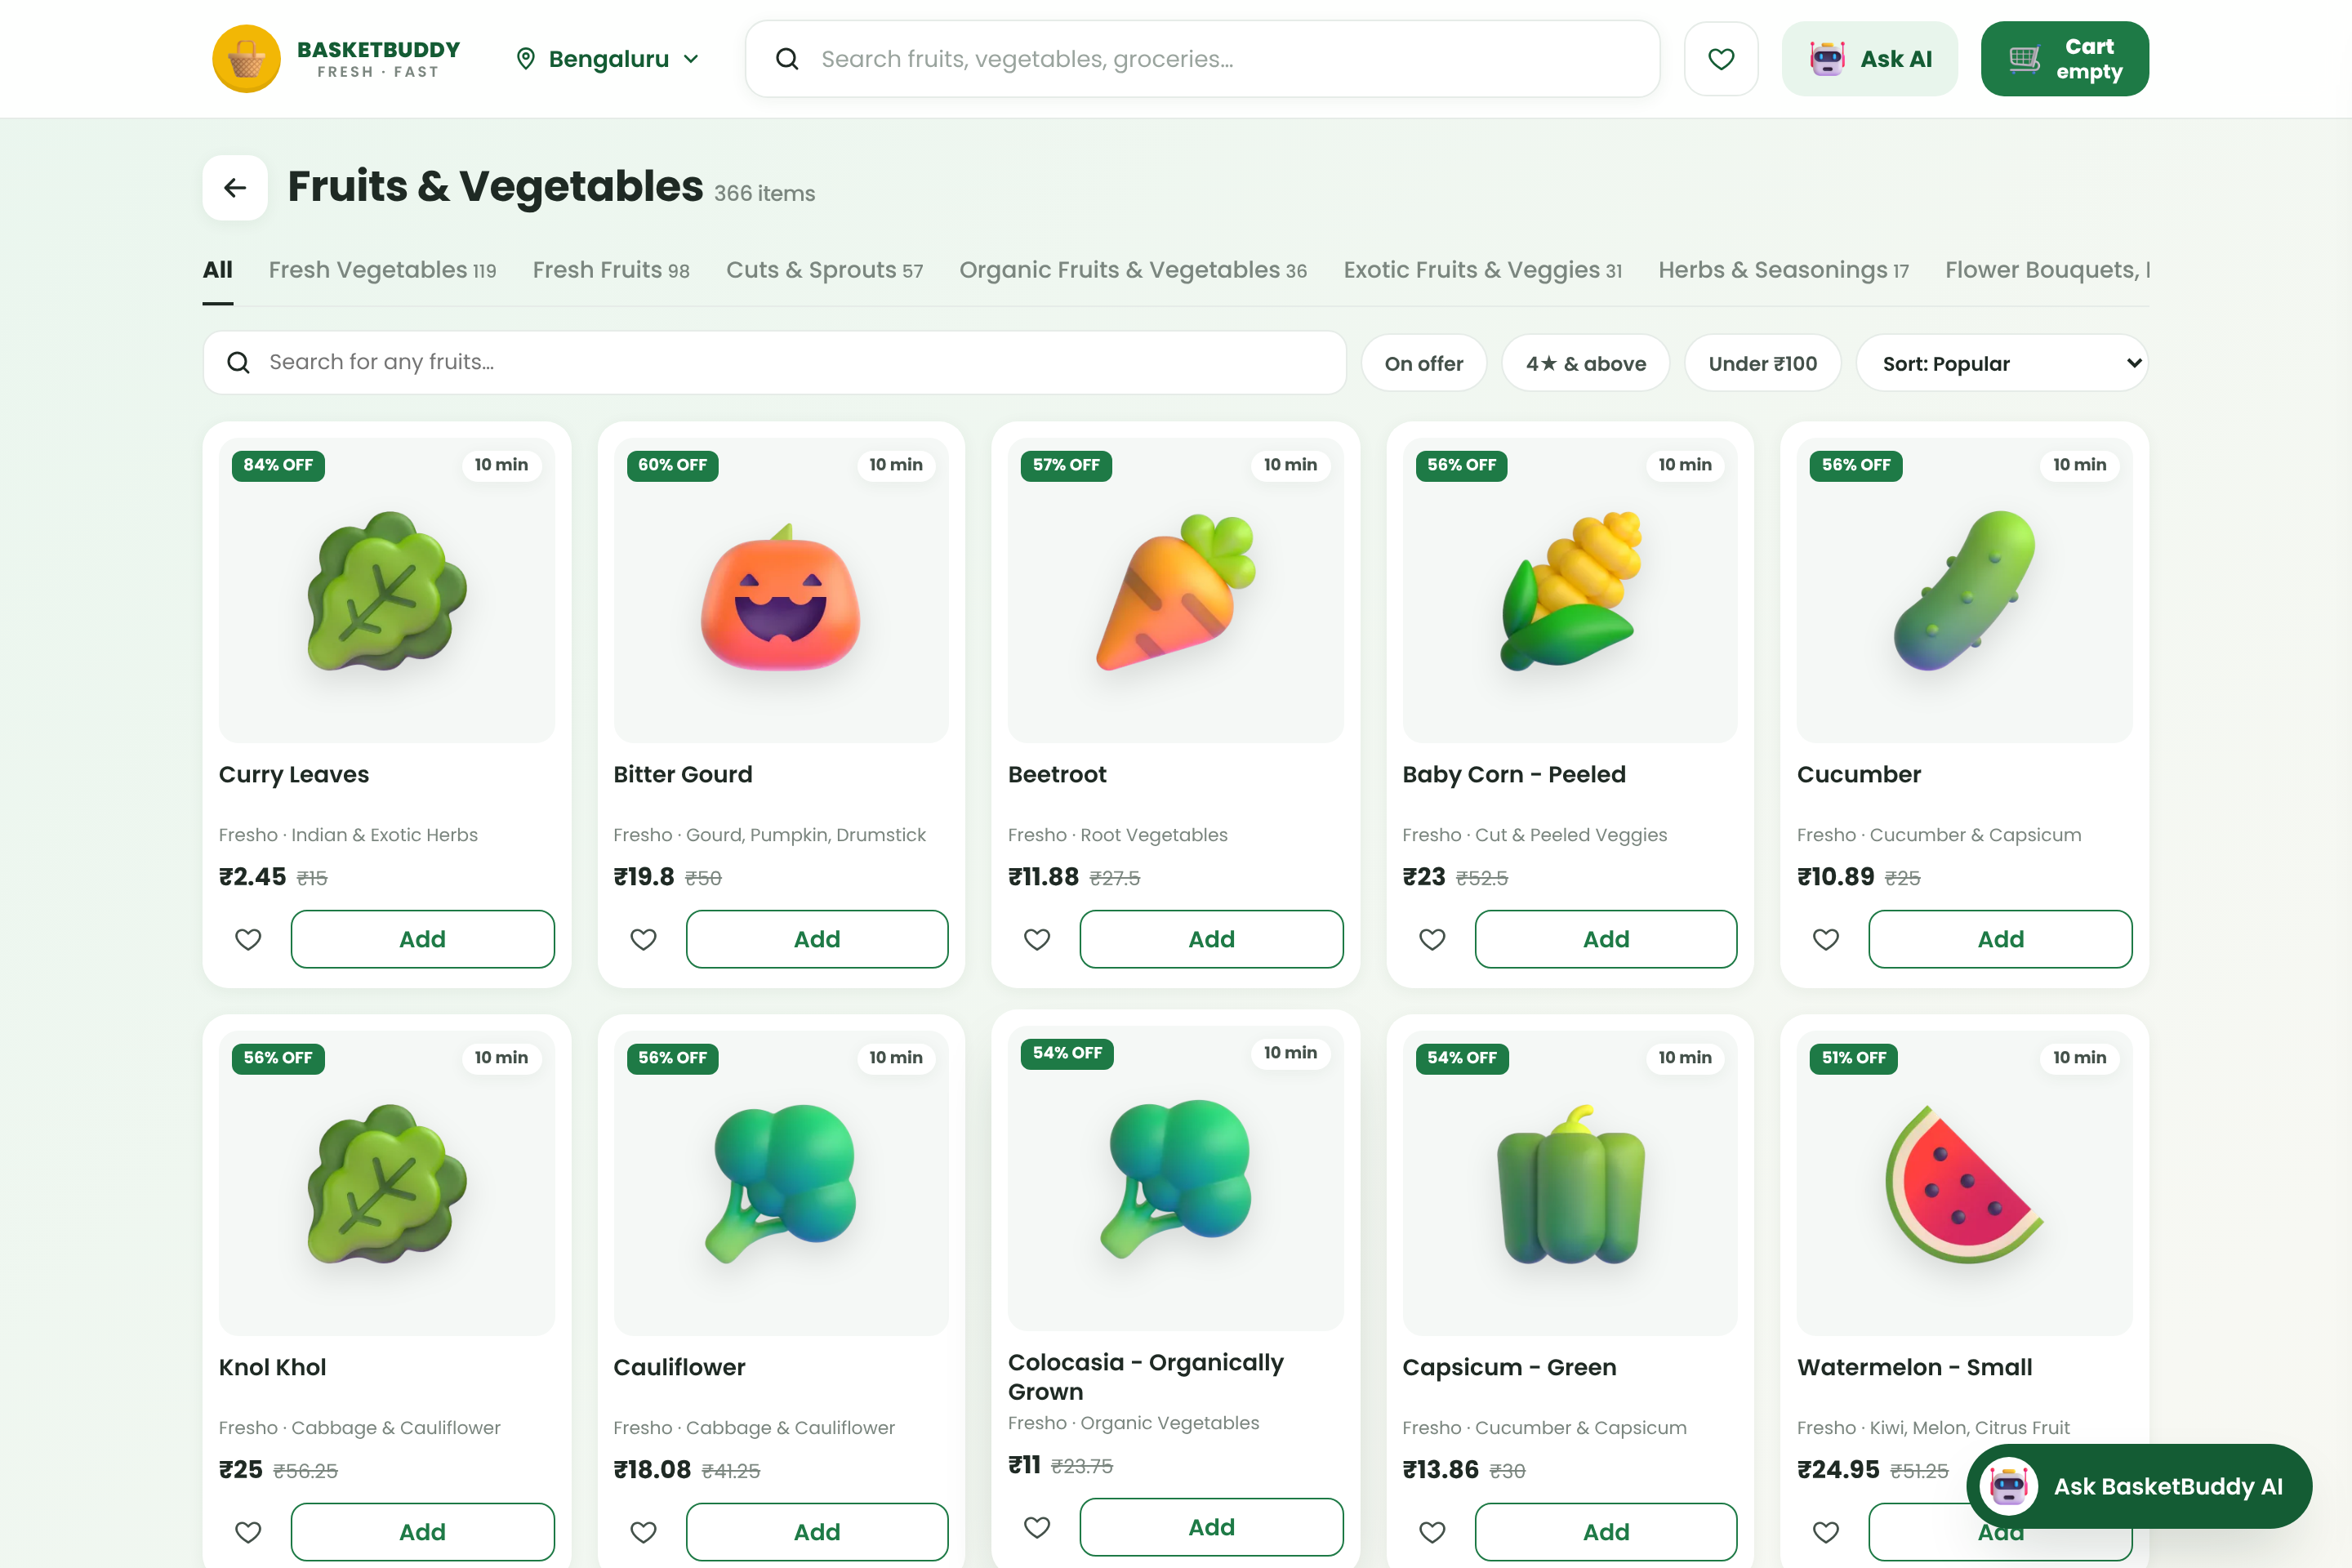 BASKETBUDDY
FRESH · FAST
Bengaluru
Search fruits, vegetables, groceries...
Ask AI
Cart
empty
Fruits & Vegetables 366 items
All Fresh Vegetables 119 Fresh Fruits 98 Cuts & Sprouts 57 Organic Fruits & Vegetables 36 Exotic Fruits & Veggies 31 Herbs & Seasonings 17 Flower Bouquets,
Search for any fruits...
On offer
4★ & above
Under ₹100
Sort: Popular
84% OFF 10 min
60% OFF 10 min
57% OFF 10 min
56% OFF 10 min
56% OFF 10 min
Curry Leaves
Bitter Gourd
Beetroot
Baby Corn - Peeled
Cucumber
Fresho · Indian & Exotic Herbs
Fresho · Gourd, Pumpkin, Drumstick
Fresho · Root Vegetables
Fresho · Cut & Peeled Veggies
Fresho · Cucumber & Capsicum
₹2.45 ₹15
₹19.8 ₹50
₹11.88 ₹27.5
₹23 ₹52.5
₹10.89 ₹25
Add
Add
Add
Add
Add
56% OFF 10 min
56% OFF 10 min
54% OFF 10 min
54% OFF 10 min
51% OFF 10 min
Knol Khol
Cauliflower
Colocasia - Organically
Grown
Capsicum - Green
Watermelon - Small
Fresho · Cabbage & Cauliflower
Fresho · Cabbage & Cauliflower
Fresho · Organic Vegetables
Fresho · Cucumber & Capsicum
Fresho · Kiwi, Melon, Citrus Fruit
₹25 ₹56.25
₹18.08 ₹41.25
₹11 ₹23.75
₹13.86 ₹30
₹24.95 ₹51.25
Ask BasketBuddy AI
Add
Add
Add
Add
Add